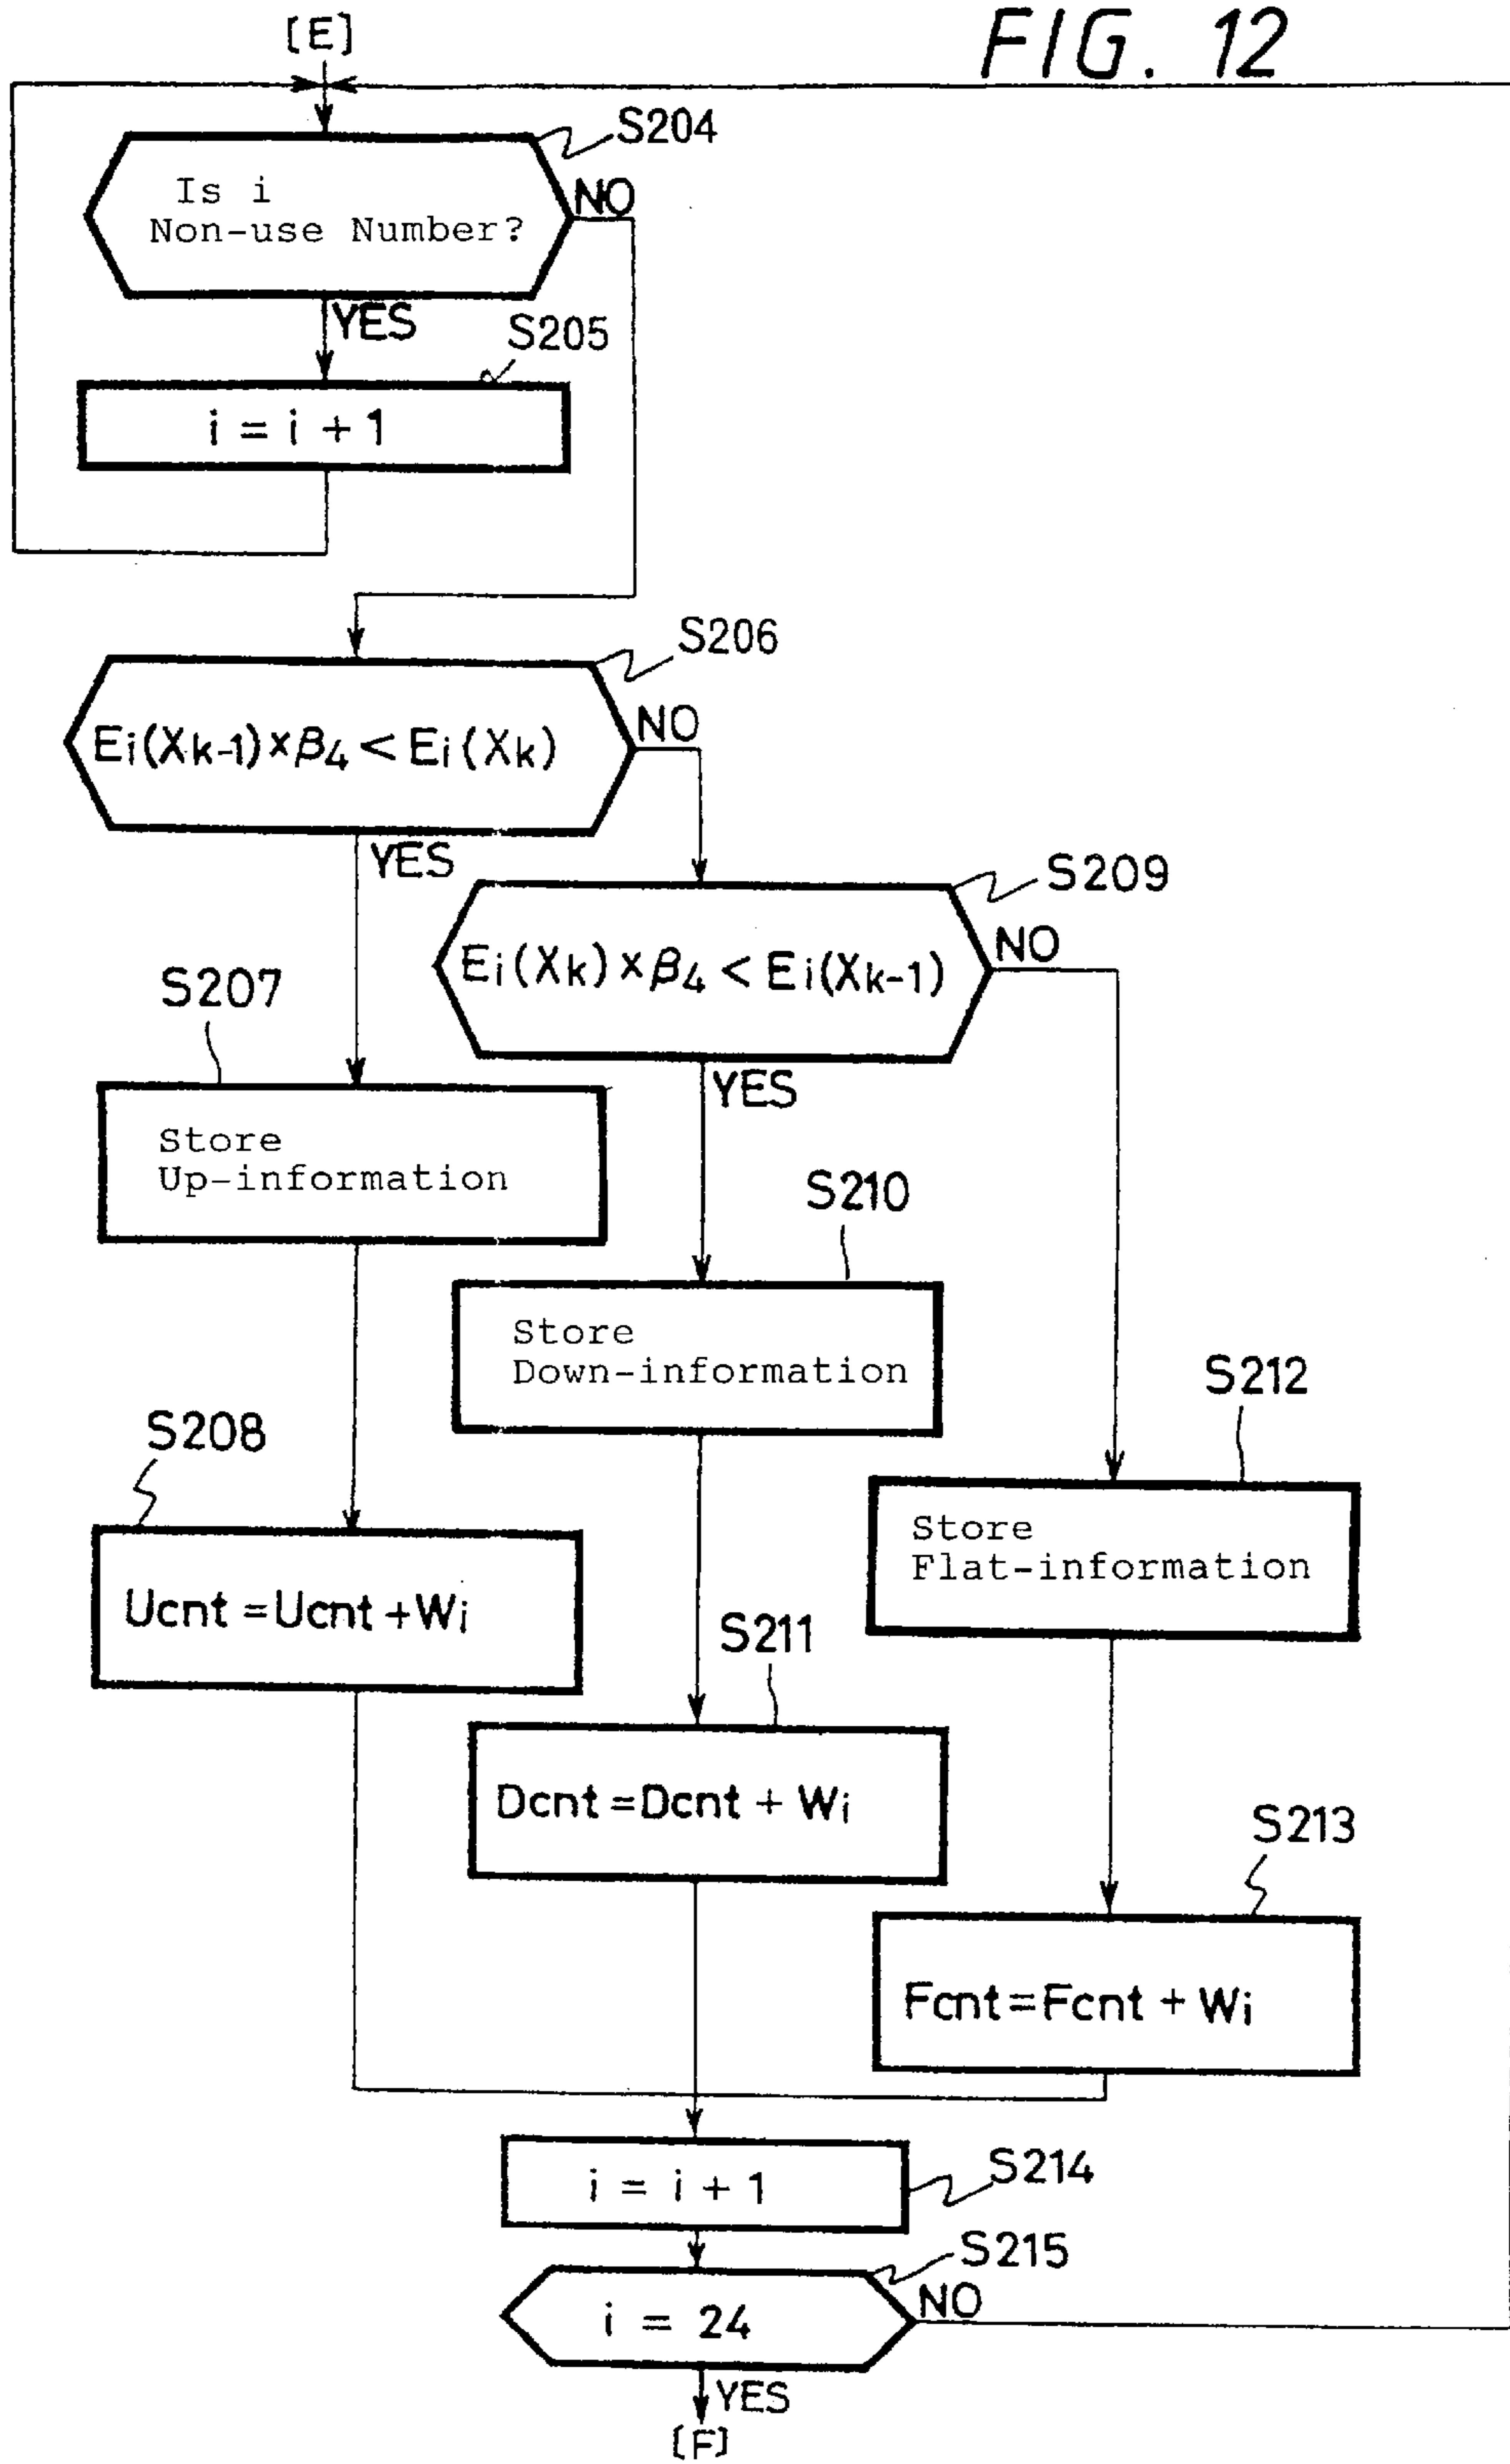 FIG. 12
[E]
S204
Is i
Non-use Number?
NO
YES
S205
i = i + 1
S206
Ei(Xk-1)×β4 < Ei(Xk)
NO
YES
S209
Ei(Xk)×β4 < Ei(Xk-1)
NO
S207
YES
Store
Up-information
S210
Store
Down-information
S212
S208
Store
Flat-information
Ucnt = Ucnt + Wi
S211
Dcnt = Dcnt + Wi
S213
Fcnt = Fcnt + Wi
S214
i = i + 1
S215
i = 24
NO
YES
[F]